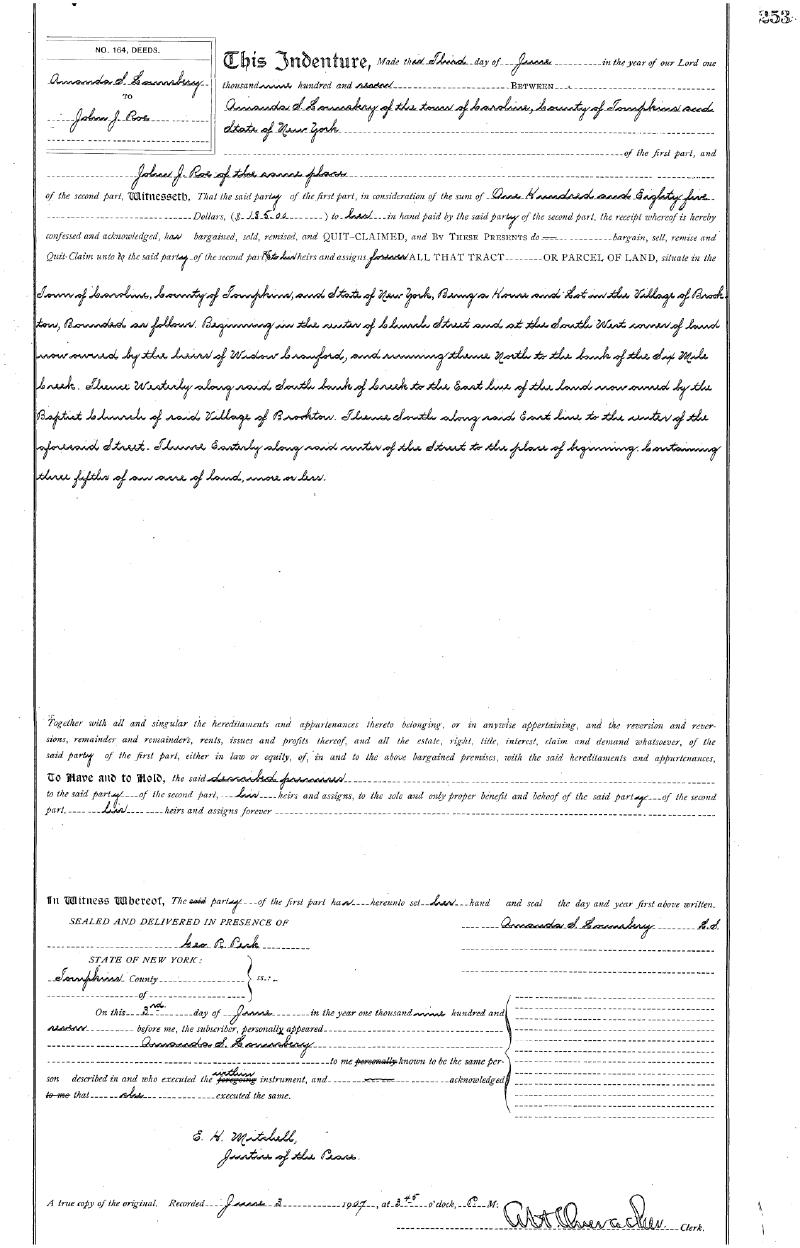 253
NO. 164, DEEDS.
Amanda S. Lounsbery
TO
John J. Roe
This Indenture, Made the Third day of June in the year of our Lord one
thousand nine hundred and seven BETWEEN
Amanda S. Lounsbery of the town of Caroline, County of Tompkins and
State of New York
of the first part, and
John J. Roe of the same place
of the second part, Witnesseth, That the said party of the first part, in consideration of the sum of One Hundred and Eighty five
Dollars, ($ 185.00 ) to her in hand paid by the said party of the second part, the receipt whereof is hereby
confessed and acknowledged, has bargained, sold, remised, and QUIT-CLAIMED, and BY THESE PRESENTS do bargain, sell, remise and
Quit-Claim unto the said party of the second part to his heirs and assigns forever ALL THAT TRACT OR PARCEL OF LAND, situate in the
Town of Caroline, County of Tompkins, and State of New York, Being a House and Lot in the Village of Brook-
ton, Bounded as follows. Beginning in the center of Church Street and at the South West corner of land
now owned by the heirs of Widow Crawford, and running thence North to the bank of the Six Mile
Creek. Thence Westerly along said South bank of Creek to the East line of the land now owned by the
Baptist Church of said Village of Brookton. Thence South along said East line to the center of the
aforesaid Street. Thence Easterly along said center of the Street to the place of beginning. Containing
three fifths of an acre of land, more or less.
Together with all and singular the hereditaments and appurtenances thereto belonging, or in anywise appertaining, and the reversion and rever-
sions, remainder and remainders, rents, issues and profits thereof, and all the estate, right, title, interest, claim and demand whatsoever, of the
said party of the first part, either in law or equity, of, in and to the above bargained premises, with the said hereditaments and appurtenances,
To Have and to Hold, the said described premises
to the said party of the second part, his heirs and assigns, to the sole and only proper benefit and behoof of the said party of the second
part, his heirs and assigns forever
In Witness Whereof, The said party of the first part has hereunto set her hand and seal the day and year first above written.
SEALED AND DELIVERED IN PRESENCE OF
Amanda S. Lounsbery L.S.
Geo R. Peck
STATE OF NEW YORK:
Tompkins County ss.:
of
On this 3rd day of June in the year one thousand nine hundred and
seven before me, the subscriber, personally appeared
Amanda S. Lounsbery
to me personally known to be the same per-
son described in and who executed the foregoing within instrument, and acknowledged
to me that she executed the same.
E. H. Mitchell,
Justice of the Peace.
A true copy of the original. Recorded June 3 1907, at 3 45 o'clock, P. M.
Clerk.